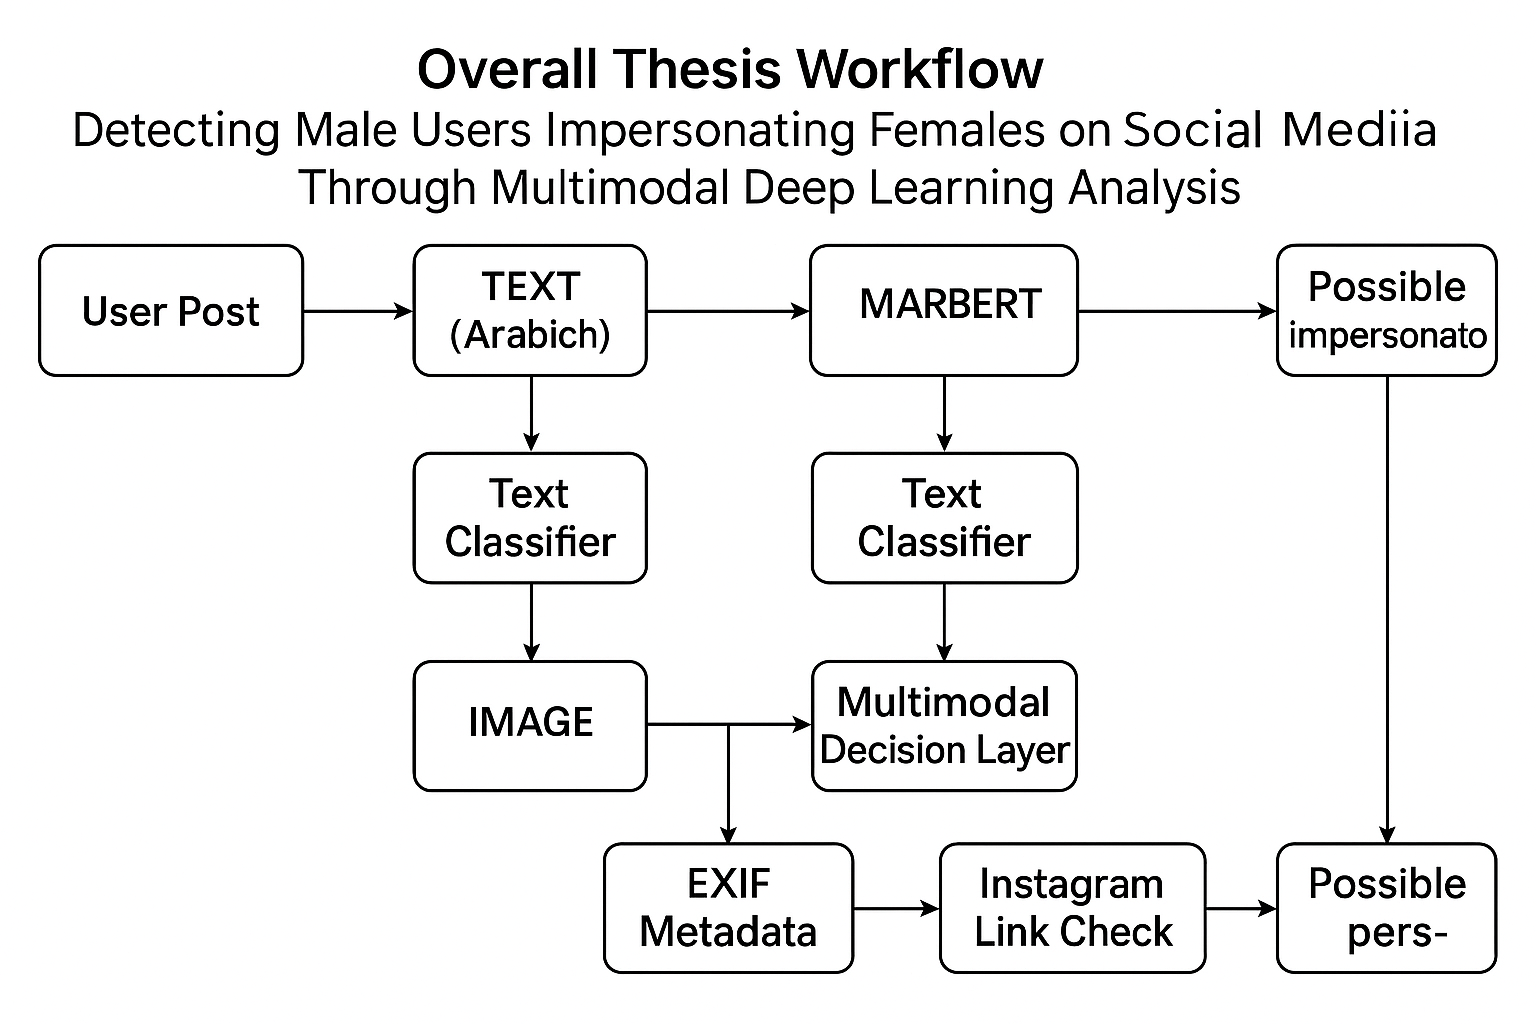 Overall Thesis Workflow
Detecting Male Users Impersonating Females on Social Mediia
Through Multimodal Deep Learning Analysis
User Post
TEXT
(Arabich)
MARBERT
Possible
impersonato
Text
Classifier
Text
Classifier
IMAGE
Multimodal
Decision Layer
EXIF
Metadata
Instagram
Link Check
Possible
pers-